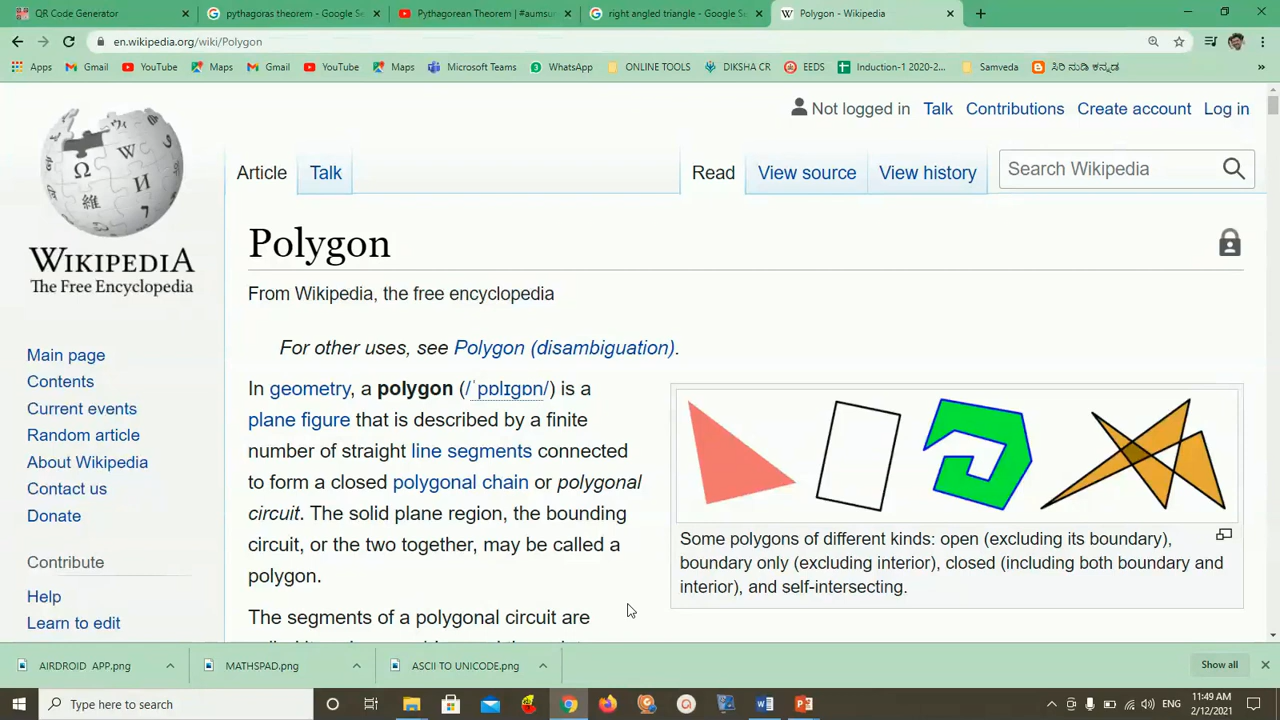 QR Code Generator
pythagoras theorem - Google Se
Pythagorean Theorem | #aumsur
right angled triangle - Google Se
Polygon - Wikipedia
en.wikipedia.org/wiki/Polygon
Apps Gmail YouTube Maps Gmail YouTube Maps Microsoft Teams WhatsApp ONLINE TOOLS DIKSHA CR EEDS Induction-1 2020-2... Samveda ಸಿರಿ ನುಡಿ ಕನ್ನಡ »
Not logged in Talk Contributions Create account Log in
Article Talk Read View source View history Search Wikipedia
Ω W И 維 7
WIKIPEDIA
The Free Encyclopedia
Main page
Contents
Current events
Random article
About Wikipedia
Contact us
Donate
Contribute
Help
Learn to edit
Polygon
From Wikipedia, the free encyclopedia
For other uses, see Polygon (disambiguation).
In geometry, a polygon (/ˈpɒlɪɡɒn/) is a
plane figure that is described by a finite
number of straight line segments connected
to form a closed polygonal chain or polygonal
circuit. The solid plane region, the bounding
circuit, or the two together, may be called a
polygon.
The segments of a polygonal circuit are
Some polygons of different kinds: open (excluding its boundary),
boundary only (excluding interior), closed (including both boundary and
interior), and self-intersecting.
AIRDROID APP.png
MATHSPAD.png
ASCII TO UNICODE.png
Show all
Type here to search
ENG
11:49 AM
2/12/2021